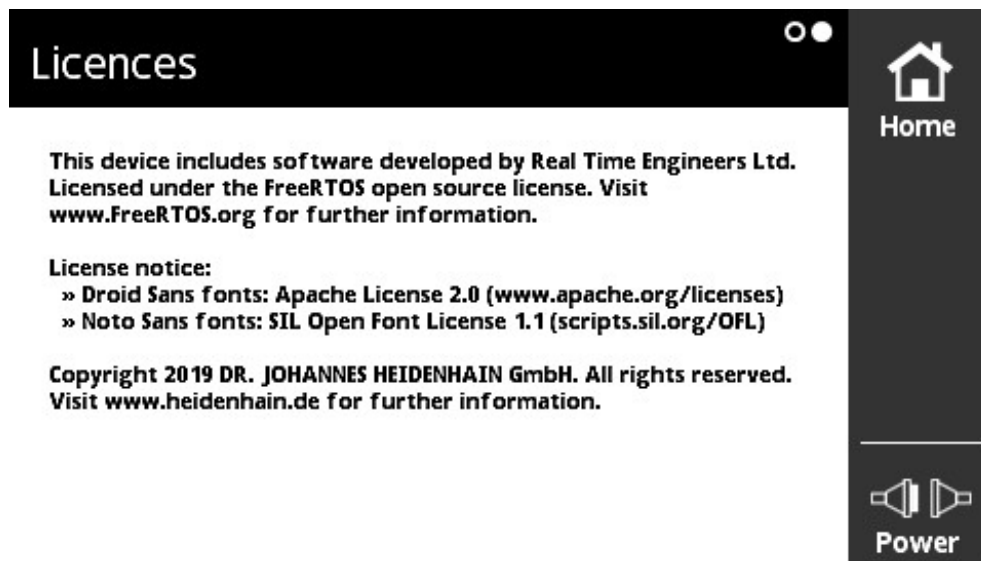 Licences
Home
This device includes software developed by Real Time Engineers Ltd.
Licensed under the FreeRTOS open source license. Visit
www.FreeRTOS.org for further information.
License notice:
» Droid Sans fonts: Apache License 2.0 (www.apache.org/licenses)
» Noto Sans fonts: SIL Open Font License 1.1 (scripts.sil.org/OFL)
Copyright 2019 DR. JOHANNES HEIDENHAIN GmbH. All rights reserved.
Visit www.heidenhain.de for further information.
Power